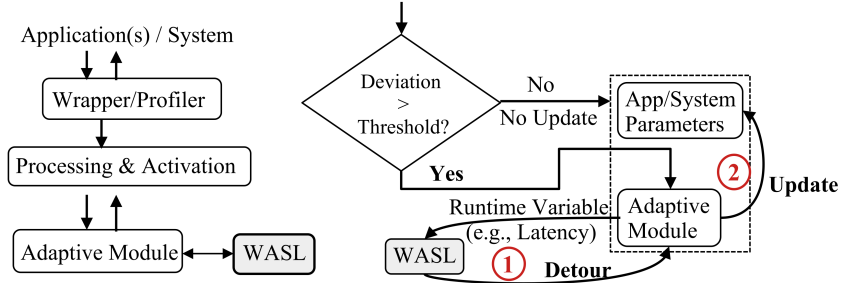 Application(s) / System
Wrapper/Profiler
Processing & Activation
Adaptive Module
WASL
Deviation
>
Threshold?
No
No Update
Yes
App/System
Parameters
2
Update
Adaptive
Module
Runtime Variable
(e.g., Latency)
WASL
1
Detour